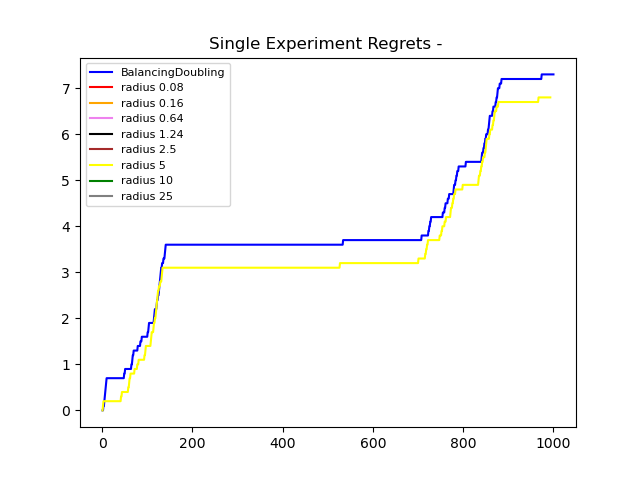 Single Experiment Regrets -
BalancingDoubling
radius 0.08
radius 0.16
radius 0.64
radius 1.24
radius 2.5
radius 5
radius 10
radius 25
7
6
5
4
3
2
1
0
0 200 400 600 800 1000